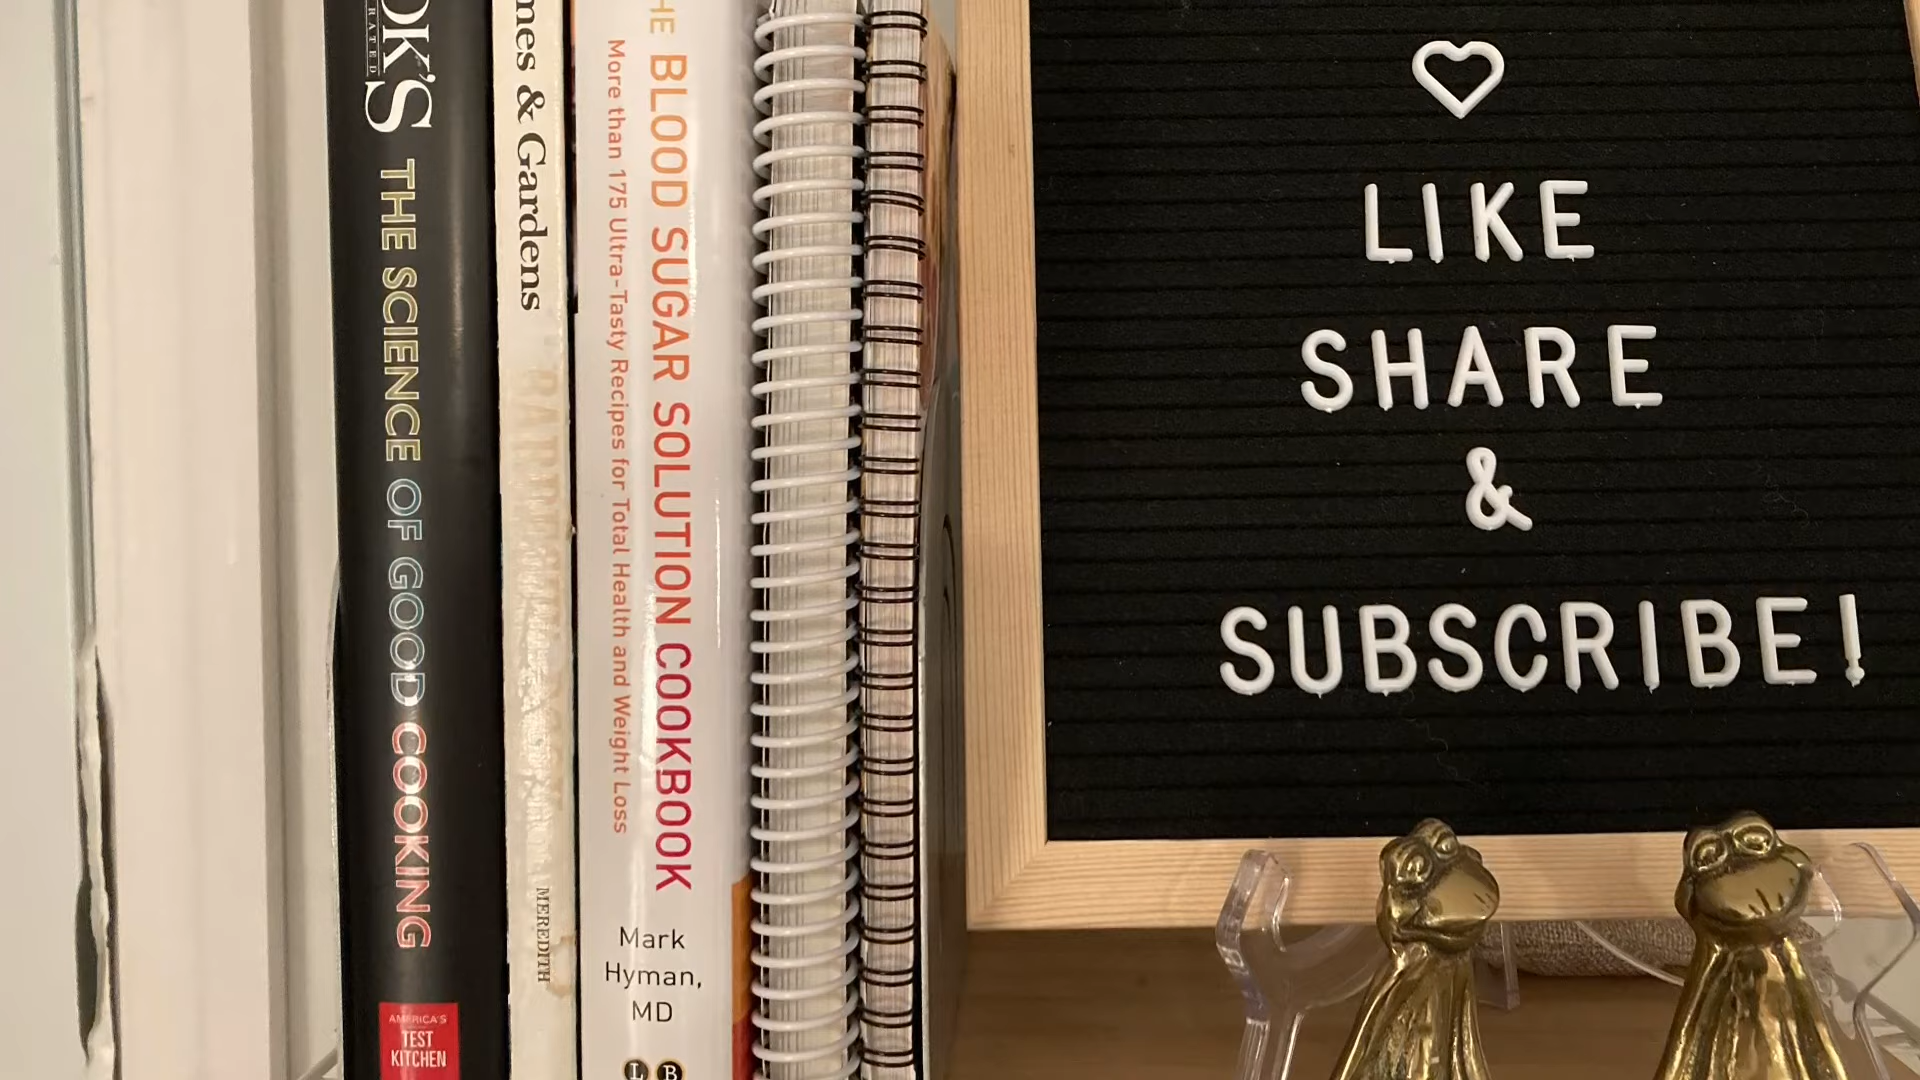 OK'S
RATED
THE SCIENCE OF GOOD COOKING
AMERICA'S
TEST
KITCHEN
mes & Gardens
MEREDITH
HE BLOOD SUGAR SOLUTION COOKBOOK
More than 175 Ultra-Tasty Recipes for Total Health and Weight Loss
Mark
Hyman,
MD
L B
LIKE
SHARE
&
SUBSCRIBE!